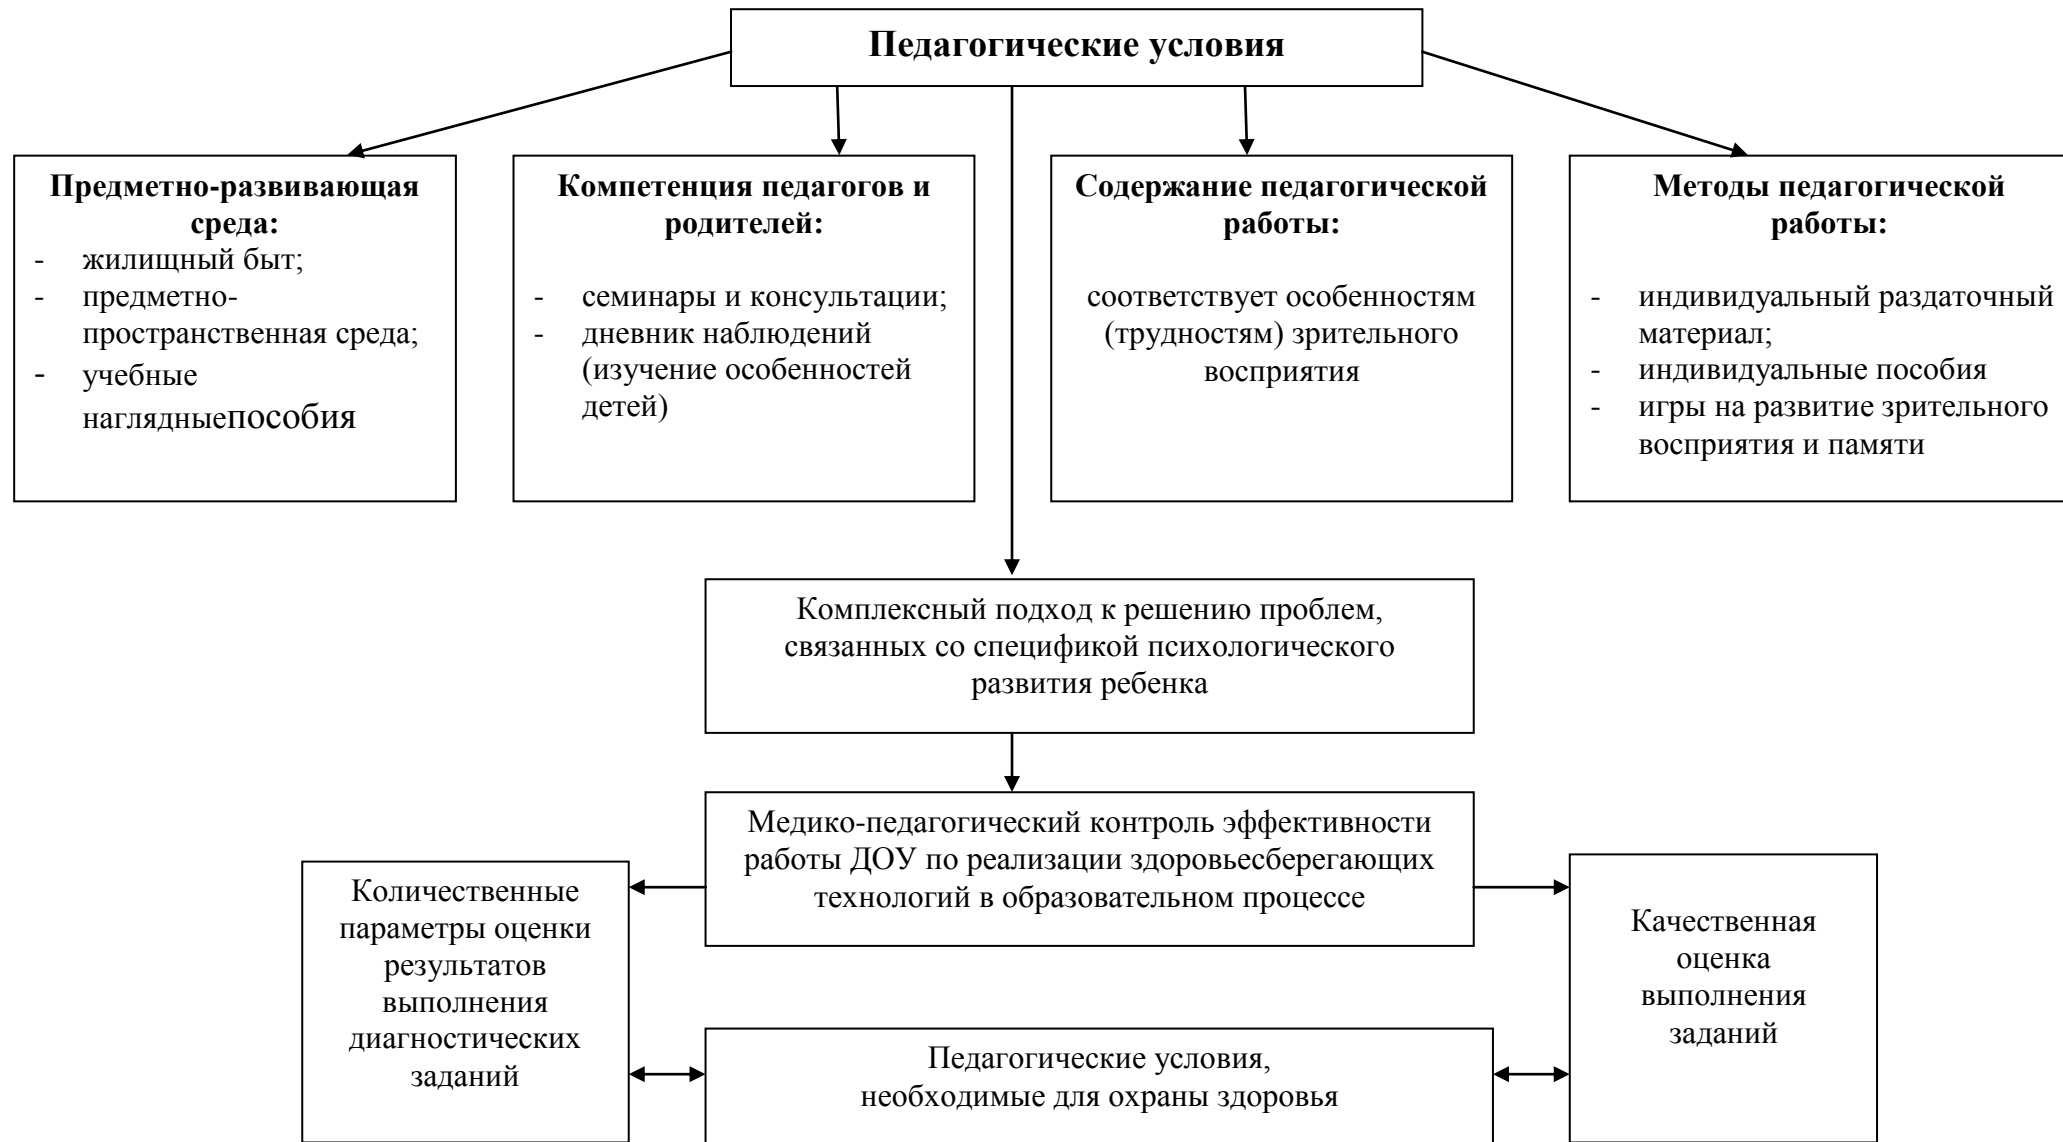 Педагогические условия
Предметно-развивающая
среда:
- жилищный быт;
- предметно-
пространственная среда;
- учебные
наглядныепособия
Компетенция педагогов и
родителей:
- семинары и консультации;
- дневник наблюдений
(изучение особенностей
детей)
Содержание педагогической
работы:
соответствует особенностям
(трудностям) зрительного
восприятия
Методы педагогической
работы:
- индивидуальный раздаточный
материал;
- индивидуальные пособия
- игры на развитие зрительного
восприятия и памяти
Комплексный подход к решению проблем,
связанных со спецификой психологического
развития ребенка
Медико-педагогический контроль эффективности
работы ДОУ по реализации здоровьесберегающих
технологий в образовательном процессе
Количественные
параметры оценки
результатов
выполнения
диагностических
заданий
Качественная
оценка
выполнения
заданий
Педагогические условия,
необходимые для охраны здоровья